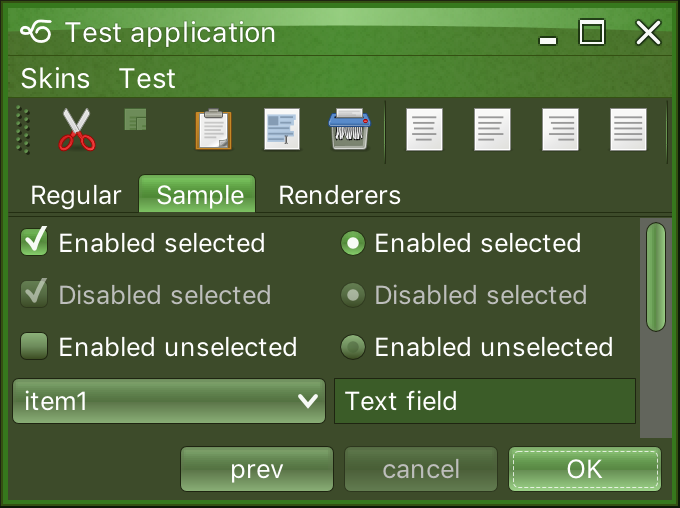 Test application
Skins Test
Regular Sample Renderers
Enabled selected Enabled selected
Disabled selected Disabled selected
Enabled unselected Enabled unselected
item1 Text field
prev cancel OK